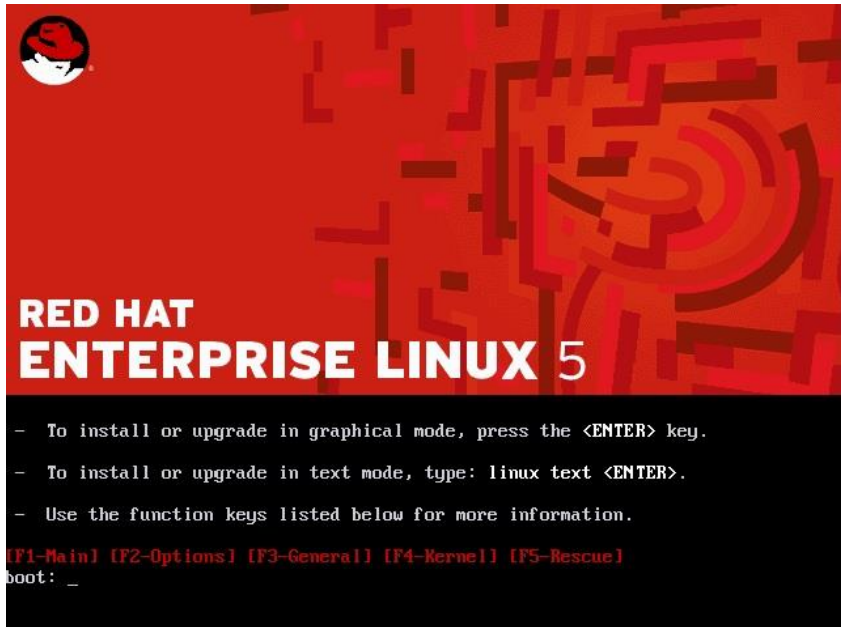 RED HAT
ENTERPRISE LINUX 5
- To install or upgrade in graphical mode, press the <ENTER> key.
- To install or upgrade in text mode, type: linux text <ENTER>.
- Use the function keys listed below for more information.
[F1-Main] [F2-Options] [F3-General] [F4-Kernel] [F5-Rescue]
boot: _